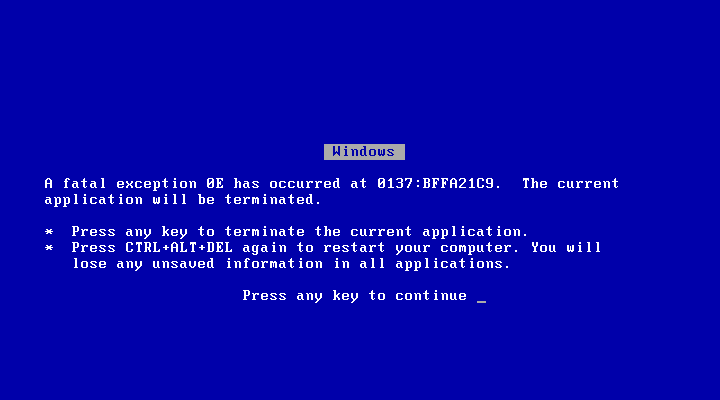 Windows
A fatal exception 0E has occurred at 0137:BFFA21C9.  The current
application will be terminated.
*  Press any key to terminate the current application.
*  Press CTRL+ALT+DEL again to restart your computer. You will
lose any unsaved information in all applications.
Press any key to continue _